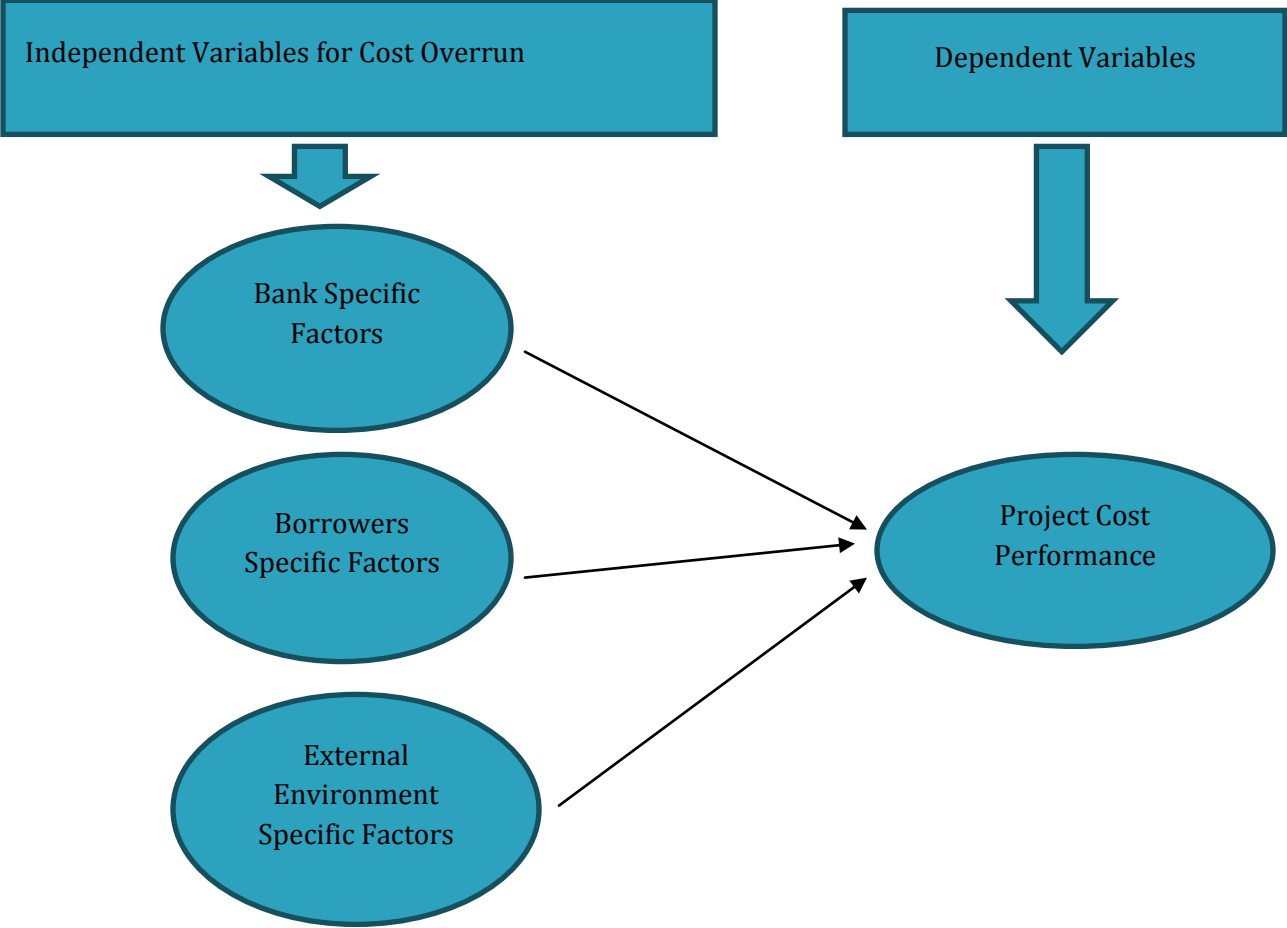 Independent Variables for Cost Overrun
Dependent Variables
Bank Specific
Factors
Borrowers
Specific Factors
External
Environment
Specific Factors
Project Cost
Performance